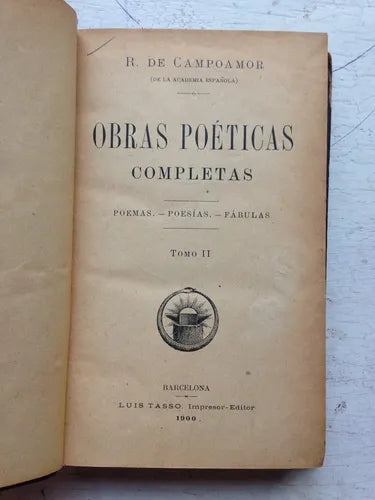 R. DE CAMPOAMOR
(DE LA ACADEMIA ESPAÑOLA)
OBRAS POÉTICAS
COMPLETAS
POEMAS. — POESÍAS. — FÁBULAS
TOMO II
BARCELONA
LUIS TASSO, Impresor-Editor
1900